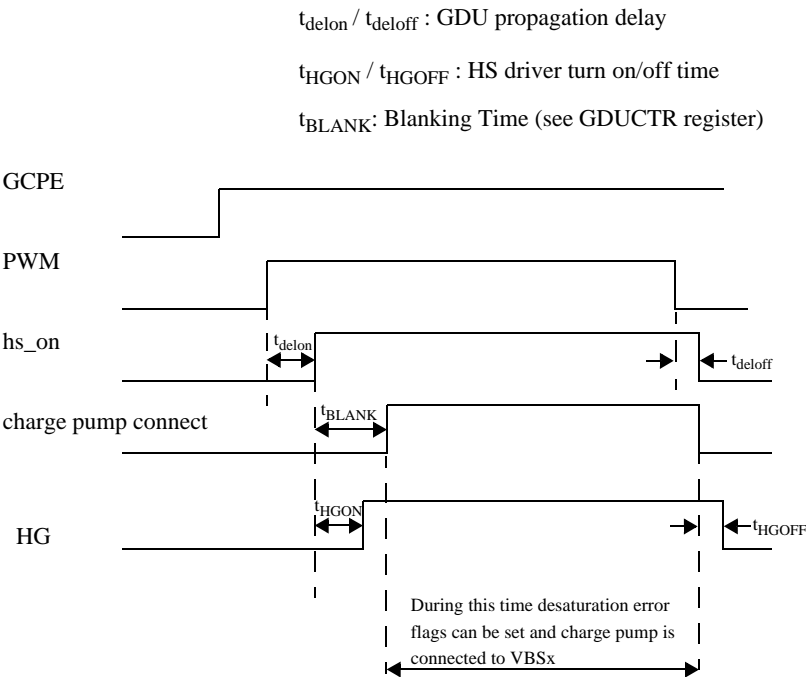 tdelon / tdeloff : GDU propagation delay
tHGON / tHGOFF : HS driver turn on/off time
tBLANK: Blanking Time (see GDUCTR register)
GCPE
PWM
hs_on
tdelon
tdeloff
charge pump connect
tBLANK
HG
tHGON
tHGOFF
During this time desaturation error
flags can be set and charge pump is
connected to VBSx